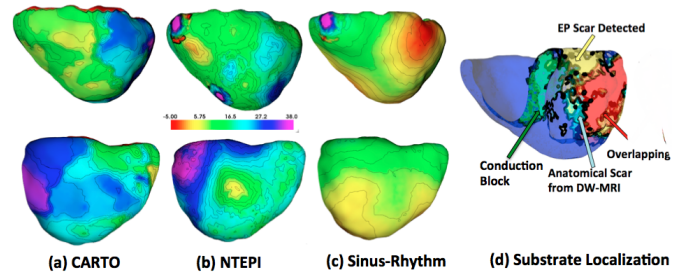 EP Scar Detected
-5.00 5.75 16.5 27.2 38.0
Overlapping
Conduction
Block
Anatomical Scar
from DW-MRI
(a) CARTO (b) NTEPI (c) Sinus-Rhythm (d) Substrate Localization